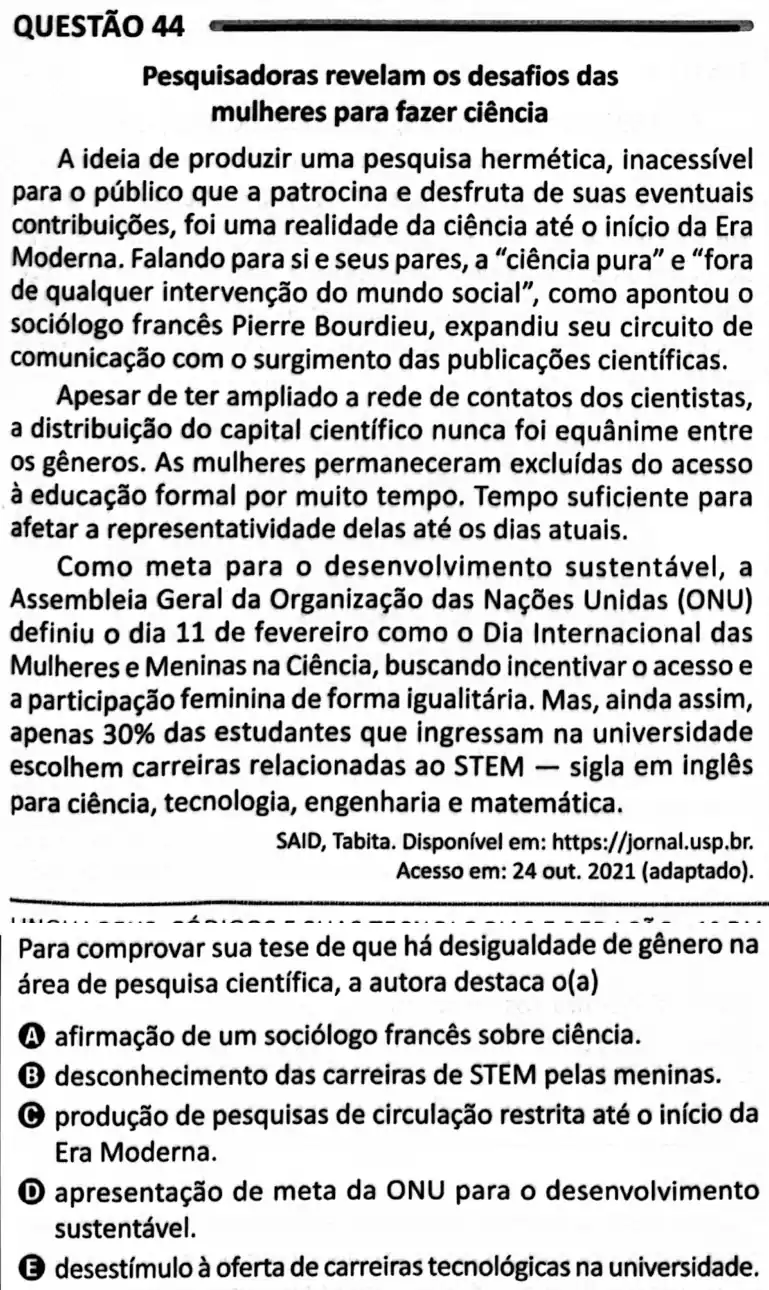 QUESTÃO 44
Pesquisadoras revelam os desafios das
mulheres para fazer ciência
A ideia de produzir uma pesquisa hermética, inacessível
para o público que a patrocina e desfruta de suas eventuais
contribuições, foi uma realidade da ciência até o início da Era
Moderna. Falando para si e seus pares, a "ciência pura" e "fora
de qualquer intervenção do mundo social", como apontou o
sociólogo francês Pierre Bourdieu, expandiu seu circuito de
comunicação com o surgimento das publicações científicas.
Apesar de ter ampliado a rede de contatos dos cientistas,
a distribuição do capital científico nunca foi equânime entre
os gêneros. As mulheres permaneceram excluídas do acesso
à educação formal por muito tempo. Tempo suficiente para
afetar a representatividade delas até os dias atuais.
Como meta para o desenvolvimento sustentável, a
Assembleia Geral da Organização das Nações Unidas (ONU)
definiu o dia 11 de fevereiro como o Dia Internacional das
Mulheres e Meninas na Ciência, buscando incentivar o acesso e
a participação feminina de forma igualitária. Mas, ainda assim,
apenas 30% das estudantes que ingressam na universidade
escolhem carreiras relacionadas ao STEM — sigla em inglês
para ciência, tecnologia, engenharia e matemática.
SAID, Tabita. Disponível em: https://jornal.usp.br.
Acesso em: 24 out. 2021 (adaptado).
Para comprovar sua tese de que há desigualdade de gênero na
área de pesquisa científica, a autora destaca o(a)
A afirmação de um sociólogo francês sobre ciência.
B desconhecimento das carreiras de STEM pelas meninas.
C produção de pesquisas de circulação restrita até o início da
Era Moderna.
D apresentação de meta da ONU para o desenvolvimento
sustentável.
E desestímulo à oferta de carreiras tecnológicas na universidade.